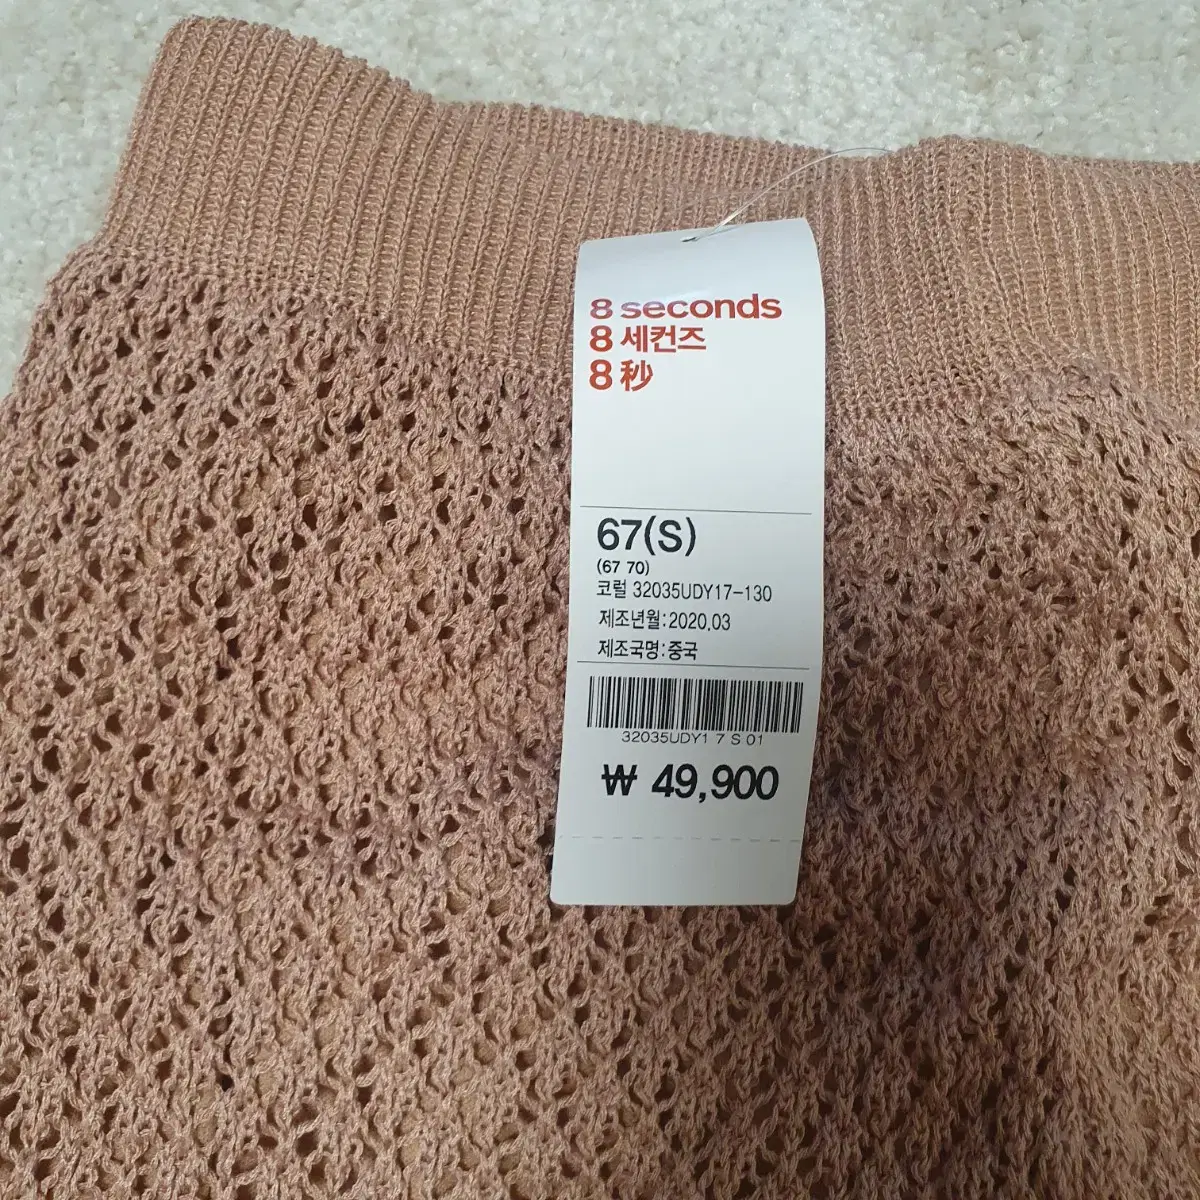 8 seconds
8 세컨즈
8 秒
67(S)
(67 70)
코럴 32035UDY17-130
제조년월:2020.03
제조국명:중국
32035UDY1 7 S 01
₩ 49,900